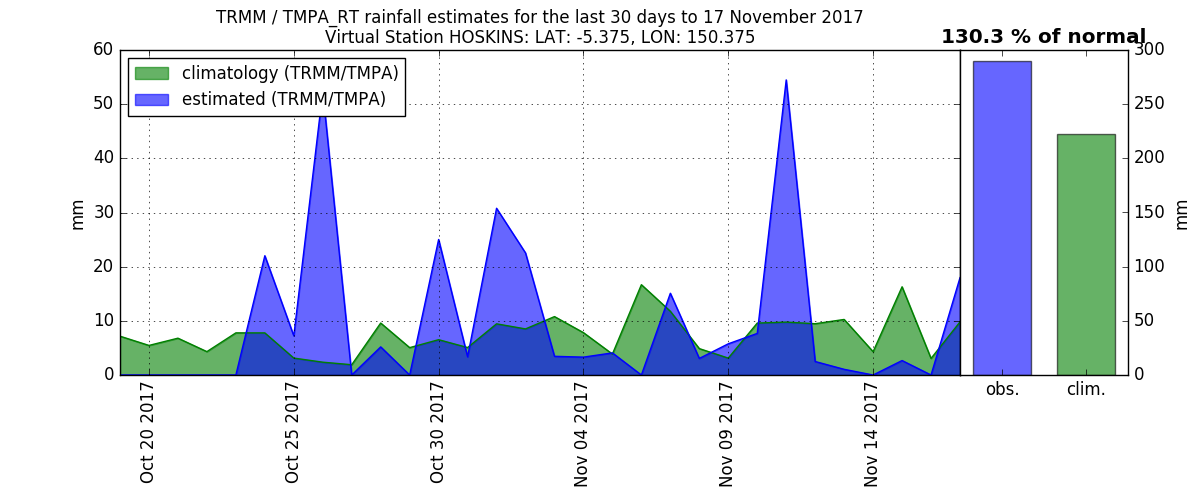 TRMM / TMPA_RT rainfall estimates for the last 30 days to 17 November 2017
Virtual Station HOSKINS: LAT: -5.375, LON: 150.375
130.3 % of normal
climatology (TRMM/TMPA)
estimated (TRMM/TMPA)
60
50
40
30
20
10
0
mm
300
250
200
150
100
50
0
mm
Oct 20 2017
Oct 25 2017
Oct 30 2017
Nov 04 2017
Nov 09 2017
Nov 14 2017
obs.
clim.